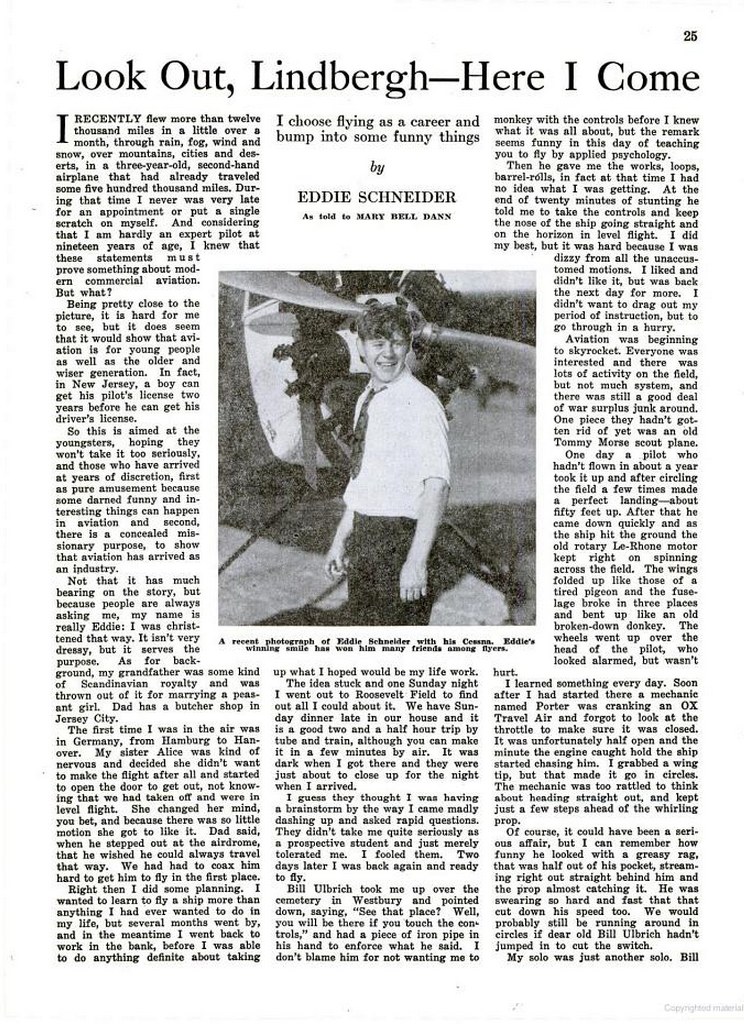 25
Look Out, Lindbergh—Here I Come
I RECENTLY flew more than twelve
thousand miles in a little over a
month, through rain, fog, wind and
snow, over mountains, cities and des-
erts, in a three-year-old, second-hand
airplane that had already traveled
some five hundred thousand miles. Dur-
ing that time I never was very late
for an appointment or put a single
scratch on myself. And considering
that I am hardly an expert pilot at
nineteen years of age, I knew that
these statements must
prove something about mod-
ern commercial aviation.
But what?
Being pretty close to the
picture, it is hard for me
to see, but it does seem
that it would show that avi-
ation is for young people
as well as the older and
wiser generation. In fact,
in New Jersey, a boy can
get his pilot's license two
years before he can get his
driver's license.
So this is aimed at the
youngsters, hoping they
won't take it too seriously,
and those who have arrived
at years of discretion, first
as pure amusement because
some darned funny and in-
teresting things can happen
in aviation and second,
there is a concealed mis-
sionary purpose, to show
that aviation has arrived as
an industry.
Not that it has much
bearing on the story, but
because people are always
asking me, my name is
really Eddie: I was christ-
tened that way. It isn't very
dressy, but it serves the
purpose. As for back-
ground, my grandfather was some kind
of Scandinavian royalty and was
thrown out of it for marrying a peas-
ant girl. Dad has a butcher shop in
Jersey City.
The first time I was in the air was
in Germany, from Hamburg to Han-
over. My sister Alice was kind of
nervous and decided she didn't want
to make the flight after all and started
to open the door to get out, not know-
ing that we had taken off and were in
level flight. She changed her mind,
you bet, and because there was so little
motion she got to like it. Dad said,
when he stepped out at the airdrome,
that he wished he could always travel
that way. We had had to coax him
hard to get him to fly in the first place.
Right then I did some planning. I
wanted to learn to fly a ship more than
anything I had ever wanted to do in
my life, but several months went by,
and in the meantime I went back to
work in the bank, before I was able
to do anything definite about taking
I choose flying as a career and
bump into some funny things
by
EDDIE SCHNEIDER
As told to MARY BELL DANN
A recent photograph of Eddie Schneider with his Cessna. Eddie's
winning smile has won him many friends among flyers.
up what I hoped would be my life work.
The idea stuck and one Sunday night
I went out to Roosevelt Field to find
out all I could about it. We have Sun-
day dinner late in our house and it
is a good two and a half hour trip by
tube and train, although you can make
it in a few minutes by air. It was
dark when I got there and they were
just about to close up for the night
when I arrived.
I guess they thought I was having
a brainstorm by the way I came madly
dashing up and asked rapid questions.
They didn't take me quite seriously as
a prospective student and just merely
tolerated me. I fooled them. Two
days later I was back again and ready
to fly.
Bill Ulbrich took me up over the
cemetery in Westbury and pointed
down, saying, "See that place? Well,
you will be there if you touch the con-
trols," and had a piece of iron pipe in
his hand to enforce what he said. I
don't blame him for not wanting me to
monkey with the controls before I knew
what it was all about, but the remark
seems funny in this day of teaching
you to fly by applied psychology.
Then he gave me the works, loops,
barrel-rolls, in fact at that time I had
no idea what I was getting. At the
end of twenty minutes of stunting he
told me to take the controls and keep
the nose of the ship going straight and
on the horizon in level flight. I did
my best, but it was hard because I was
dizzy from all the unaccus-
tomed motions. I liked and
didn't like it, but was back
the next day for more. I
didn't want to drag out my
period of instruction, but to
go through in a hurry.
Aviation was beginning
to skyrocket. Everyone was
interested and there was
lots of activity on the field,
but not much system, and
there was still a good deal
of war surplus junk around.
One piece they hadn't got-
ten rid of yet was an old
Tommy Morse scout plane.
One day a pilot who
hadn't flown in about a year
took it up and after circling
the field a few times made
a perfect landing—about
fifty feet up. After that he
came down quickly and as
the ship hit the ground the
old rotary Le-Rhone motor
kept right on spinning
across the field. The wings
folded up like those of a
tired pigeon and the fuse-
lage broke in three places
and bent up like an old
broken-down donkey. The
wheels went up over the
head of the pilot, who
looked alarmed, but wasn't
hurt.
I learned something every day. Soon
after I had started there a mechanic
named Porter was cranking an OX
Travel Air and forgot to look at the
throttle to make sure it was closed.
It was unfortunately half open and the
minute the engine caught hold the ship
started chasing him. I grabbed a wing
tip, but that made it go in circles.
The mechanic was too rattled to think
about heading straight out, and kept
just a few steps ahead of the whirling
prop.
Of course, it could have been a seri-
ous affair, but I can remember how
funny he looked with a greasy rag,
that was half out of his pocket, stream-
ing right out straight behind him and
the prop almost catching it. He was
swearing so hard and fast that that
cut down his speed too. We would
probably still be running around in
circles if dear old Bill Ulbrich hadn't
jumped in to cut the switch.
My solo was just another solo. Bill
Copyrighted material